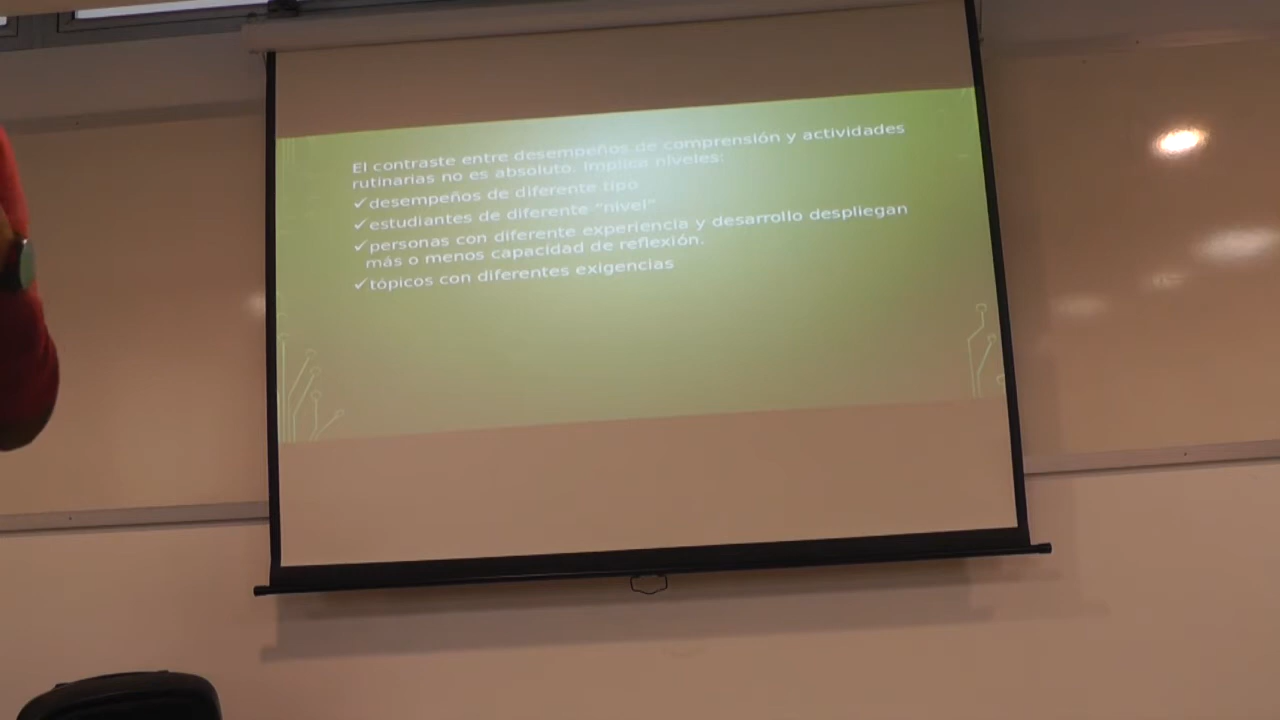 El contraste entre desempeños de comprensión y actividades
rutinarias no es absoluto. Implica niveles:
✓desempeños de diferente tipo
✓estudiantes de diferente “nivel”
✓personas con diferente experiencia y desarrollo despliegan
más o menos capacidad de reflexión.
✓tópicos con diferentes exigencias